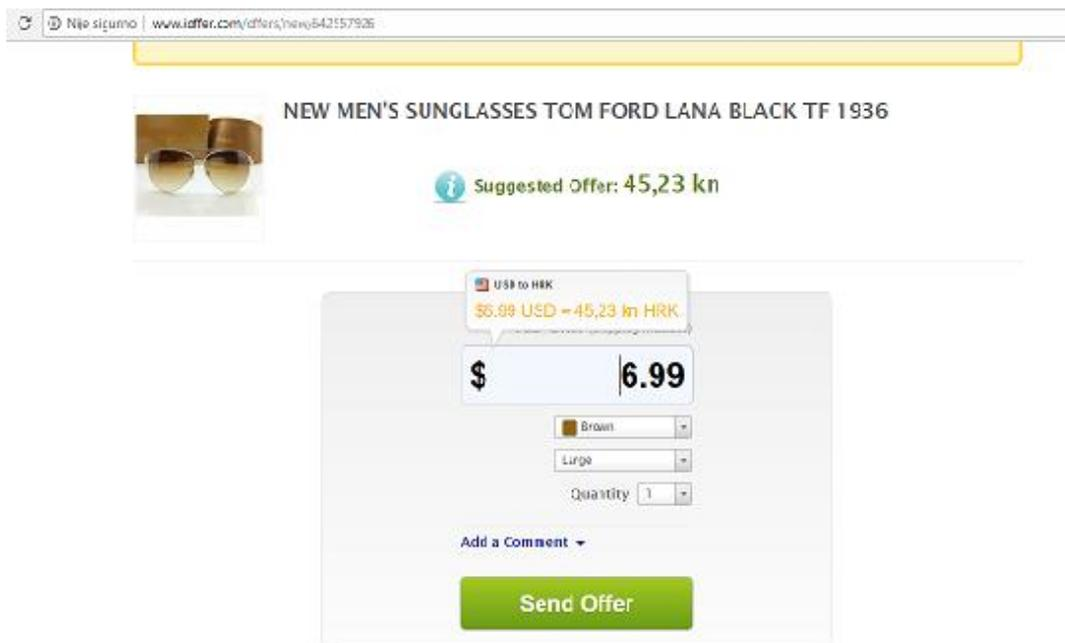 Nije sigurno | www.ioffer.com/offers/new/642557926
NEW MEN'S SUNGLASSES TOM FORD LANA BLACK TF 1936
i Suggested Offer: 45,23 kn
USD to HRK
$6.99 USD = 45,23 kn HRK
$ 6.99
Brown
Large
Quantity 1
Add a Comment
Send Offer